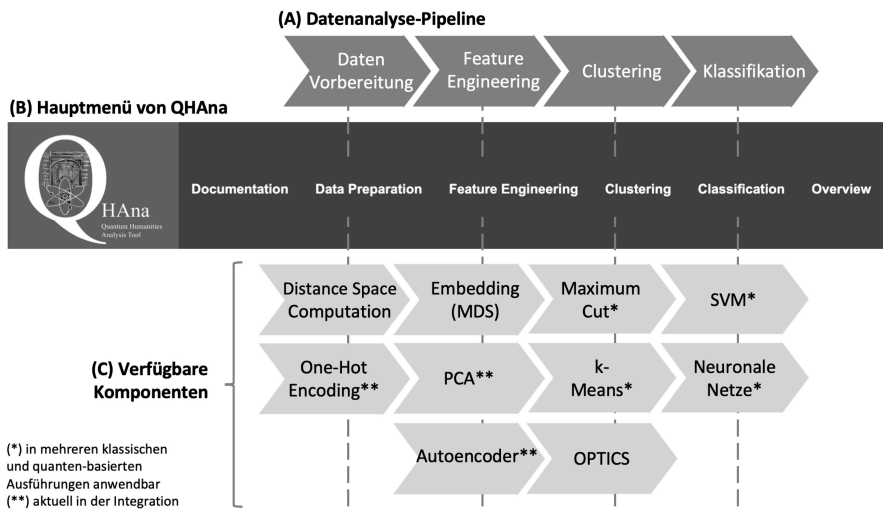 (A) Datenanalyse-Pipeline
Daten
Vorbereitung
Feature
Engineering
Clustering
Klassifikation
(B) Hauptmenü von QHAna
QHAna
Quantum Humanities
Analysis Tool
Documentation
Data Preparation
Feature Engineering
Clustering
Classification
Overview
(C) Verfügbare
Komponenten
Distance Space
Computation
Embedding
(MDS)
Maximum
Cut*
SVM*
One-Hot
Encoding**
PCA**
k-
Means*
Neuronale
Netze*
Autoencoder**
OPTICS
(*) in mehreren klassischen
und quanten-basierten
Ausführungen anwendbar
(**) aktuell in der Integration